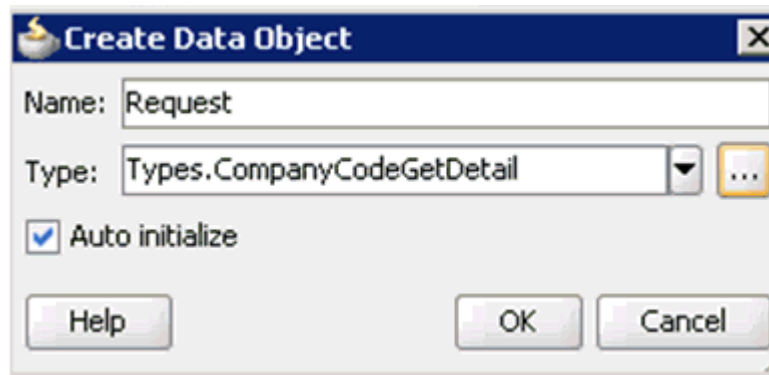 Create Data Object
Name: Request
Type: Types.CompanyCodeGetDetail ...
Auto initialize
Help OK Cancel